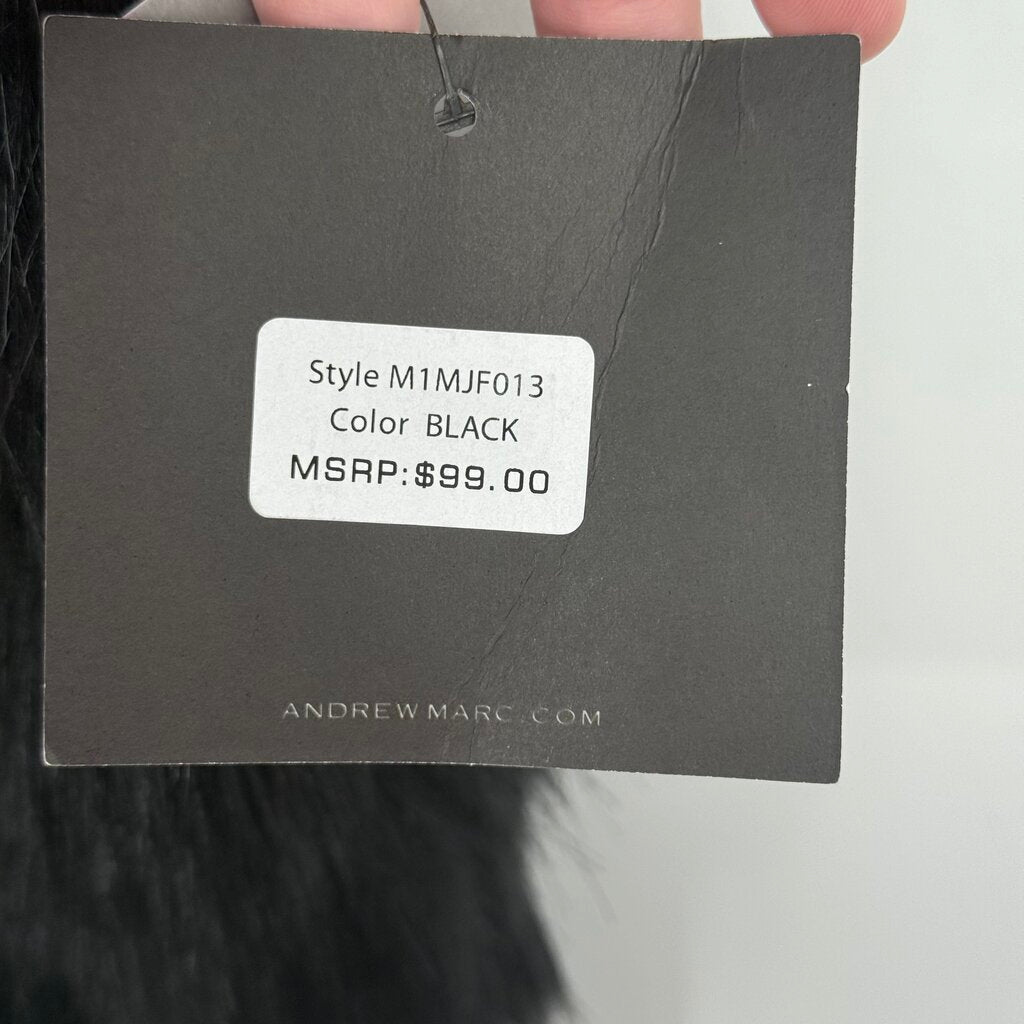 Style M1MJF013
Color BLACK
MSRP:$99.00
ANDREWMARC.COM